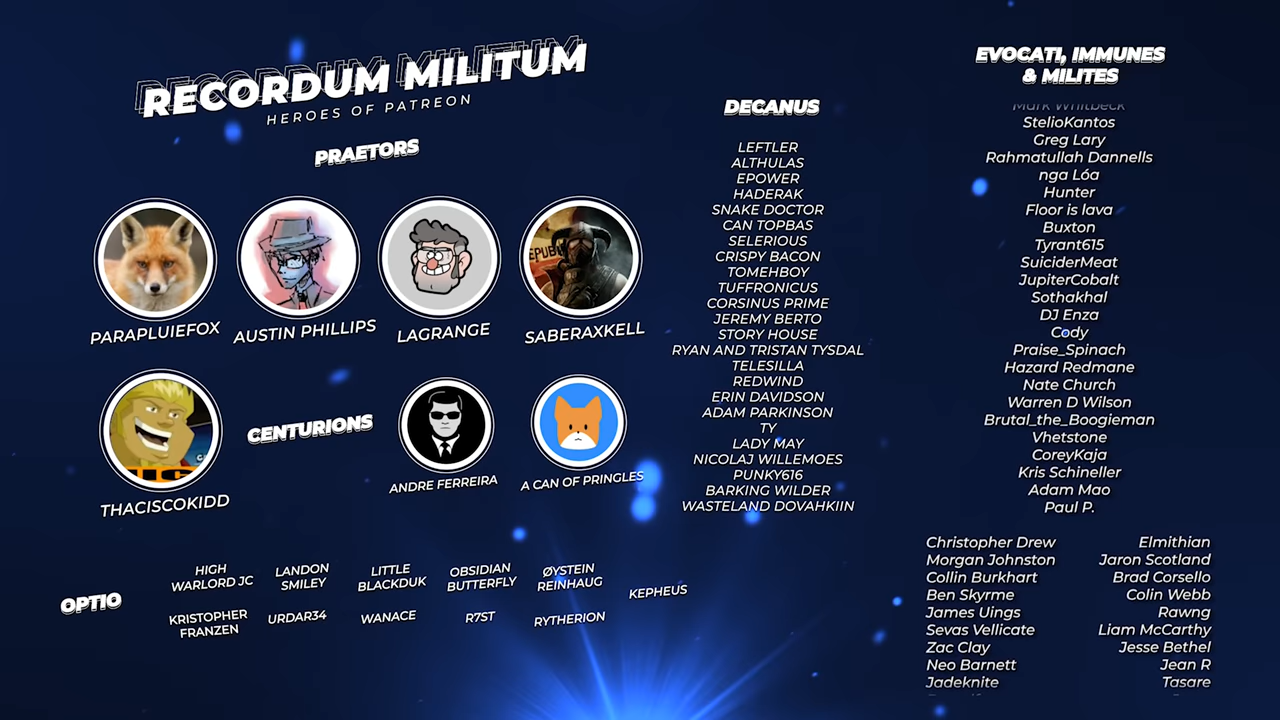 RECORDUM MILITUM
HEROES OF PATREON
PRAETORS
PARAPLUIEFOX
AUSTIN PHILLIPS
LAGRANGE
SABERAXKELL
THACISCOKIDD
CENTURIONS
ANDRE FERREIRA
A CAN OF PRINGLES
OPTIO
HIGH
WARLORD JC
LANDON
SMILEY
LITTLE
BLACKDUK
OBSIDIAN
BUTTERFLY
ØYSTEIN
REINHAUG
KEPHEUS
KRISTOPHER
FRANZEN
URDAR34
WANACE
R7ST
RYTHERION
DECANUS
LEFTLER
ALTHULAS
EPOWER
HADERAK
SNAKE DOCTOR
CAN TOPBAS
SELERIOUS
CRISPY BACON
TOMEHBOY
TUFFRONICUS
CORSINUS PRIME
JEREMY BERTO
STORY HOUSE
RYAN AND TRISTAN TYSDAL
TELESILLA
REDWIND
ERIN DAVIDSON
ADAM PARKINSON
TY
LADY MAY
NICOLAJ WILLEMOES
PUNKY616
BARKING WILDER
WASTELAND DOVAHKIIN
EVOCATI, IMMUNES
& MILITES
Mark Whitbeck
StelioKantos
Greg Lary
Rahmatullah Dannells
nga Lóa
Hunter
Floor is lava
Buxton
Tyrant615
SuiciderMeat
JupiterCobalt
Sothakhal
DJ Enza
Cody
Praise_Spinach
Hazard Redmane
Nate Church
Warren D Wilson
Brutal_the_Boogieman
Vhetstone
CoreyKaja
Kris Schineller
Adam Mao
Paul P.
Christopher Drew
Morgan Johnston
Collin Burkhart
Ben Skyrme
James Uings
Sevas Vellicate
Zac Clay
Neo Barnett
Jadeknite
Elmithian
Jaron Scotland
Brad Corsello
Colin Webb
Rawng
Liam McCarthy
Jesse Bethel
Jean R
Tasare